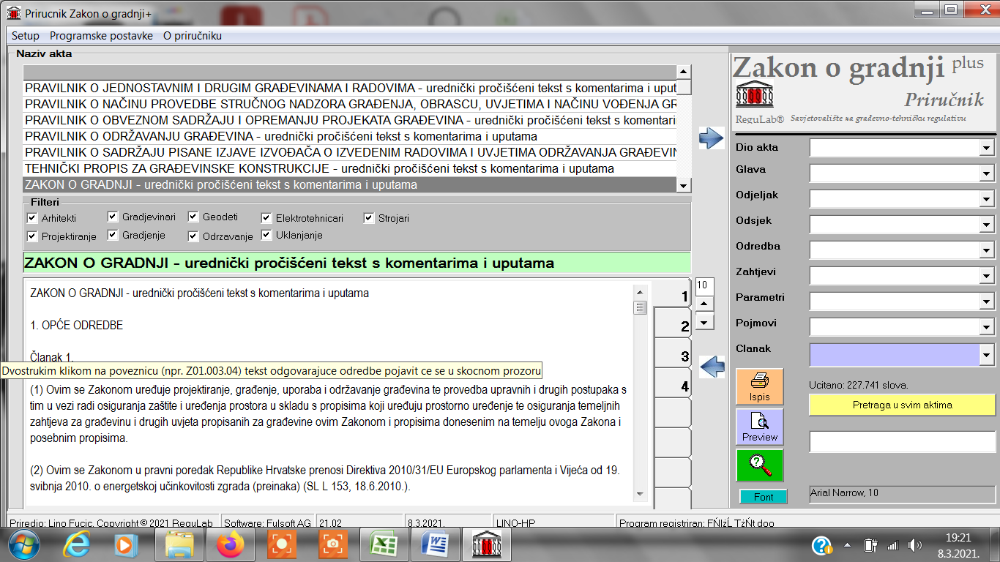 Prirucnik Zakon o gradnji+
Setup Programske postavke O priručniku
Naziv akta
PRAVILNIK O JEDNOSTAVNIM I DRUGIM GRAĐEVINAMA I RADOVIMA - urednički pročišćeni tekst s komentarima i uput
PRAVILNIK O NAČINU PROVEDBE STRUČNOG NADZORA GRAĐENJA, OBRASCU, UVJETIMA I NAČINU VOĐENJA GR
PRAVILNIK O OBVEZNOM SADRŽAJU I OPREMANJU PROJEKATA GRAĐEVINA - urednički pročišćeni tekst s komentari
PRAVILNIK O ODRŽAVANJU GRAĐEVINA - urednički pročišćeni tekst s komentarima i uputama
PRAVILNIK O SADRŽAJU PISANE IZJAVE IZVOĐAČA O IZVEDENIM RADOVIMA I UVJETIMA ODRŽAVANJA GRAĐEVIN
TEHNIČKI PROPIS ZA GRAĐEVINSKE KONSTRUKCIJE - urednički pročišćeni tekst s komentarima i uputama
ZAKON O GRADNJI - urednički pročišćeni tekst s komentarima i uputama
Filteri
Arhitekti Gradjevinari Geodeti Elektrotehnicari Strojari
Projektiranje Gradjenje Odrzavanje Uklanjanje
ZAKON O GRADNJI - urednički pročišćeni tekst s komentarima i uputama
ZAKON O GRADNJI - urednički pročišćeni tekst s komentarima i uputama
1. OPĆE ODREDBE
Članak 1.
Dvostrukim klikom na poveznicu (npr. Z01.003.04) tekst odgovarajuce odredbe pojavit ce se u skocnom prozoru
(1) Ovim se Zakonom uređuje projektiranje, građenje, uporaba i održavanje građevina te provedba upravnih i drugih postupaka s
tim u vezi radi osiguranja zaštite i uređenja prostora u skladu s propisima koji uređuju prostorno uređenje te osiguranja temeljnih
zahtjeva za građevinu i drugih uvjeta propisanih za građevine ovim Zakonom i propisima donesenim na temelju ovoga Zakona i
posebnim propisima.
(2) Ovim se Zakonom u pravni poredak Republike Hrvatske prenosi Direktiva 2010/31/EU Europskog parlamenta i Vijeća od 19.
svibnja 2010. o energetskoj učinkovitosti zgrada (preinaka) (SL L 153, 18.6.2010.).
1
2
3
4
10
Zakon o gradnji plus
Priručnik
ReguLab® Savjetovalište za građevno-tehničku regulativu
Dio akta
Glava
Odjeljak
Odsjek
Odredba
Zahtjevi
Parametri
Pojmovi
Clanak
Ispis
Preview
Font
Ucitano: 227.741 slova.
Pretraga u svim aktima
Arial Narrow, 10
Priredio: Lino Fucic, Copyright © 2021 ReguLab Software: Fulsoft AG 21.02 8.3.2021 LINO-HP Program registriran: FŃIżĹ TżŃt doo
19:21
8.3.2021.